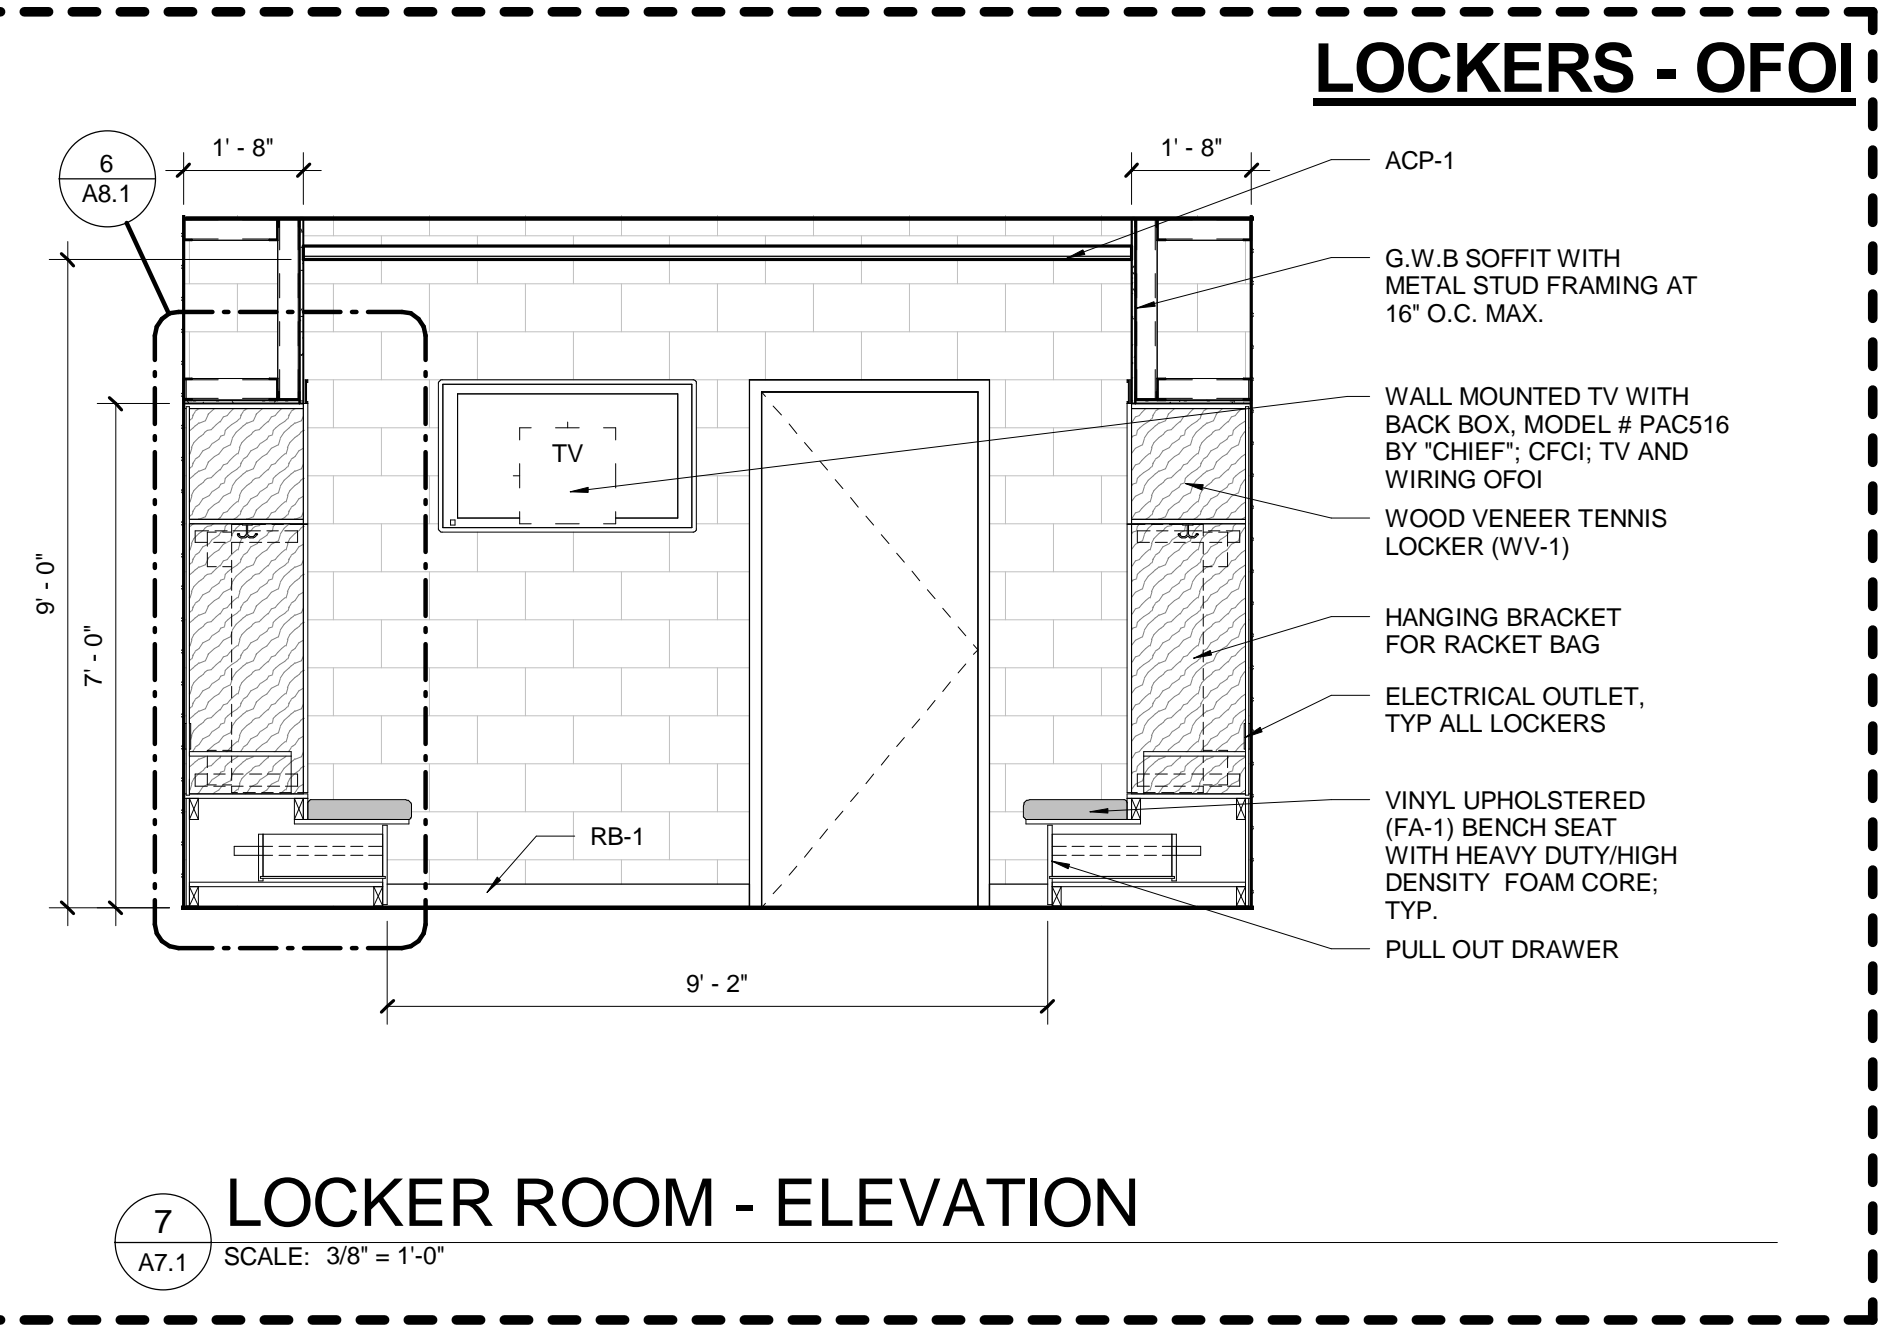 LOCKERS - OFOI
6
A8.1
1' - 8"
1' - 8"
ACP-1
G.W.B SOFFIT WITH
METAL STUD FRAMING AT
16" O.C. MAX.
WALL MOUNTED TV WITH
BACK BOX, MODEL # PAC516
BY "CHIEF"; CFCI; TV AND
WIRING OFOI
TV
WOOD VENEER TENNIS
LOCKER (WV-1)
9' - 0"
7' - 0"
HANGING BRACKET
FOR RACKET BAG
ELECTRICAL OUTLET,
TYP ALL LOCKERS
VINYL UPHOLSTERED
(FA-1) BENCH SEAT
WITH HEAVY DUTY/HIGH
DENSITY FOAM CORE;
TYP.
RB-1
PULL OUT DRAWER
9' - 2"
7
A7.1
LOCKER ROOM - ELEVATION
SCALE: 3/8" = 1'-0"